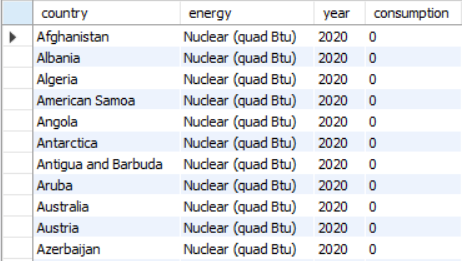 country energy year consumption
Afghanistan Nuclear (quad Btu) 2020 0
Albania Nuclear (quad Btu) 2020 0
Algeria Nuclear (quad Btu) 2020 0
American Samoa Nuclear (quad Btu) 2020 0
Angola Nuclear (quad Btu) 2020 0
Antarctica Nuclear (quad Btu) 2020 0
Antigua and Barbuda Nuclear (quad Btu) 2020 0
Aruba Nuclear (quad Btu) 2020 0
Australia Nuclear (quad Btu) 2020 0
Austria Nuclear (quad Btu) 2020 0
Azerbaijan Nuclear (quad Btu) 2020 0